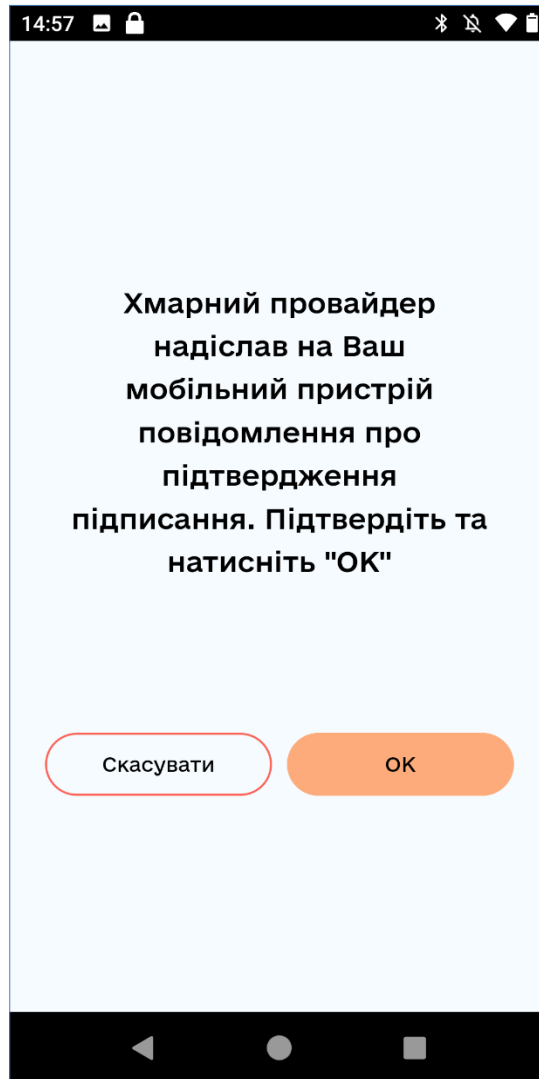 14:57
Хмарний провайдер
надіслав на Ваш
мобільний пристрій
повідомлення про
підтвердження
підписання. Підтвердіть та
натисніть "ОК"
Скасувати
ОК